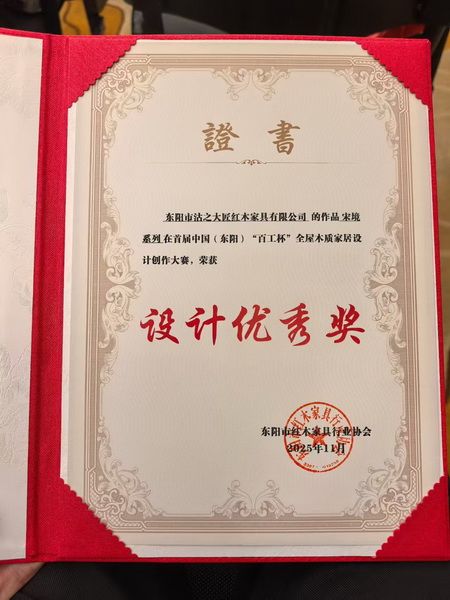 證書
东阳市沽之大匠红木家具有限公司 的作品 宋境
系列 在首届中国（东阳）“百工杯”全屋木质家居设
计创作大赛，荣获
设计优秀奖
东阳市红木家具行业协会
2025年11月